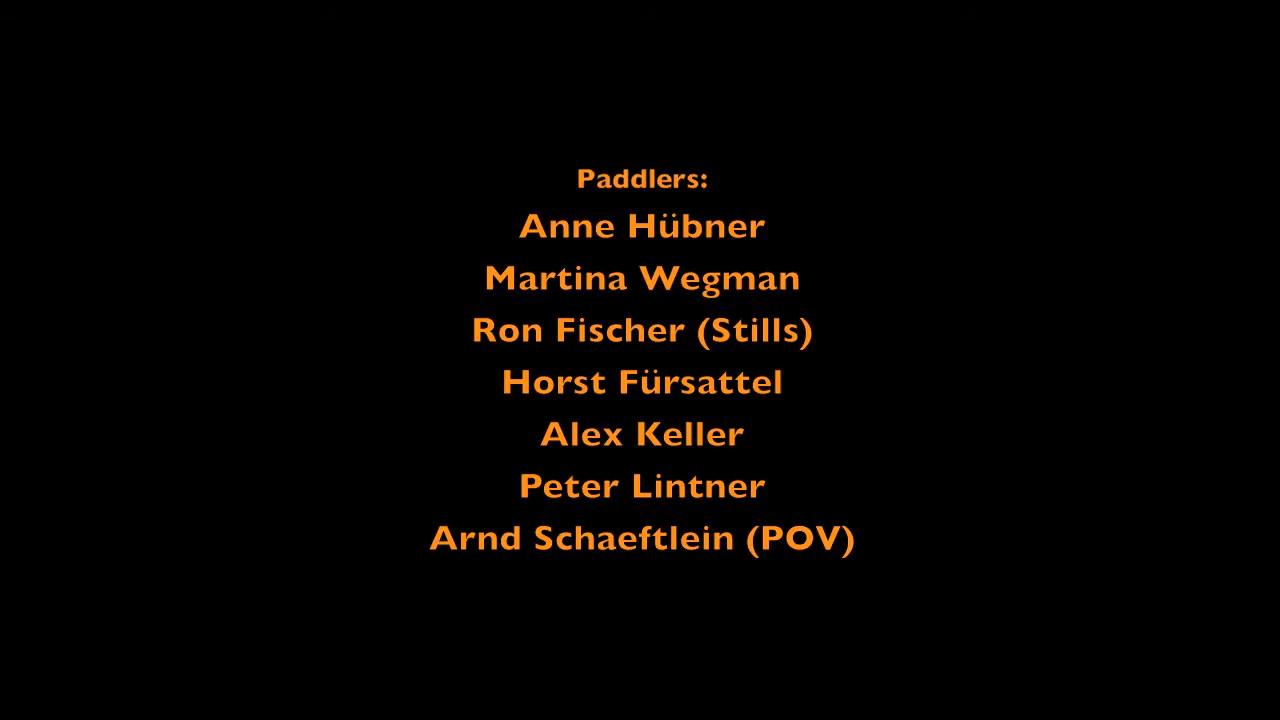 Paddlers:
Anne Hübner
Martina Wegman
Ron Fischer (Stills)
Horst Fürsattel
Alex Keller
Peter Lintner
Arnd Schaeftlein (POV)